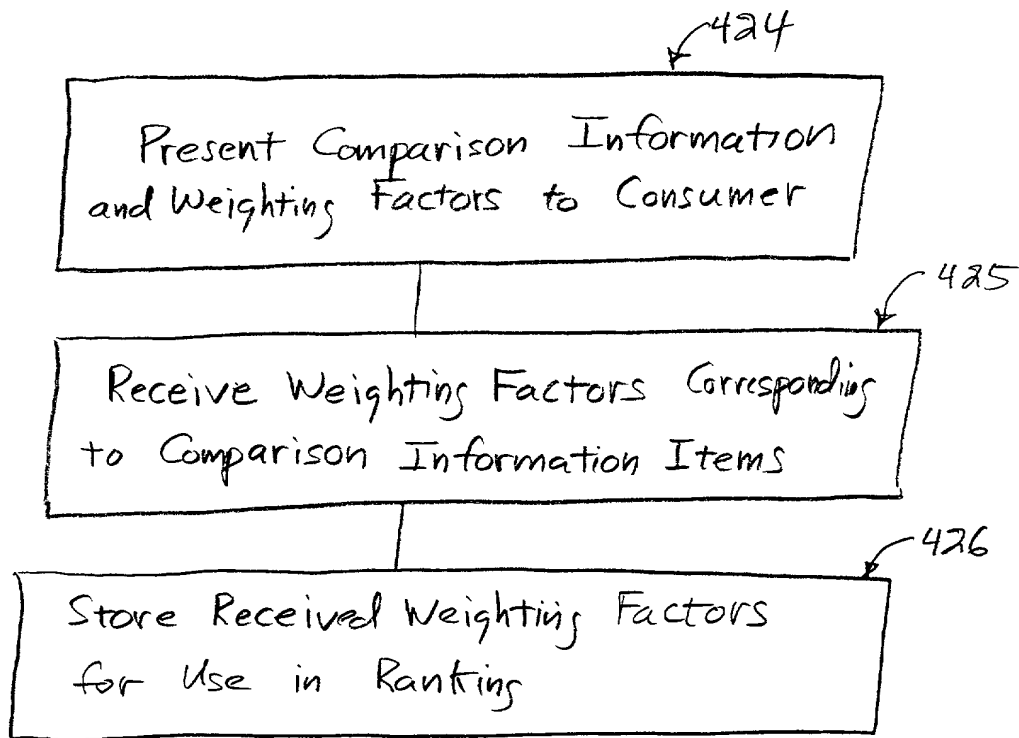 424
Present Comparison Information
and Weighting Factors to Consumer
425
Receive Weighting Factors Corresponding
to Comparison Information Items
426
Store Received Weighting Factors
for Use in Ranking